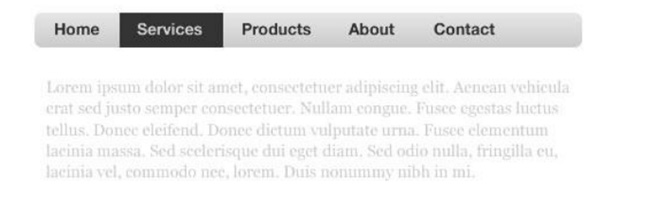 Home Services Products About Contact
Lorem ipsum dolor sit amet, consectetuer adipiscing elit. Aenean vehicula
erat sed justo semper consectetuer. Nullam congue. Fusce egestas luctus
tellus. Donec eleifend. Donec dictum vulputate urna. Fusce elementum
lacinia massa. Sed scelerisque dui eget diam. Sed odio nulla, fringilla eu,
lacinia vel, commodo nec, lorem. Duis nonummy nibh in mi.